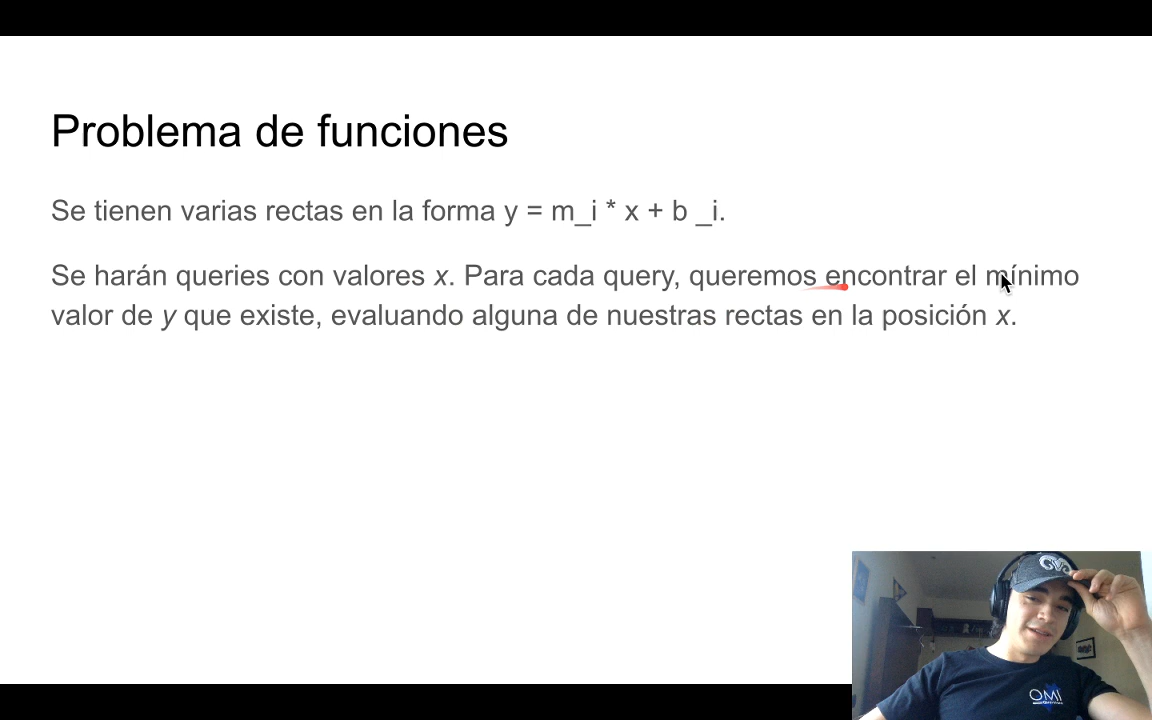 Problema de funciones
Se tienen varias rectas en la forma y = m_i * x + b _i.
Se harán queries con valores x. Para cada query, queremos encontrar el mínimo
valor de y que existe, evaluando alguna de nuestras rectas en la posición x.
OMI